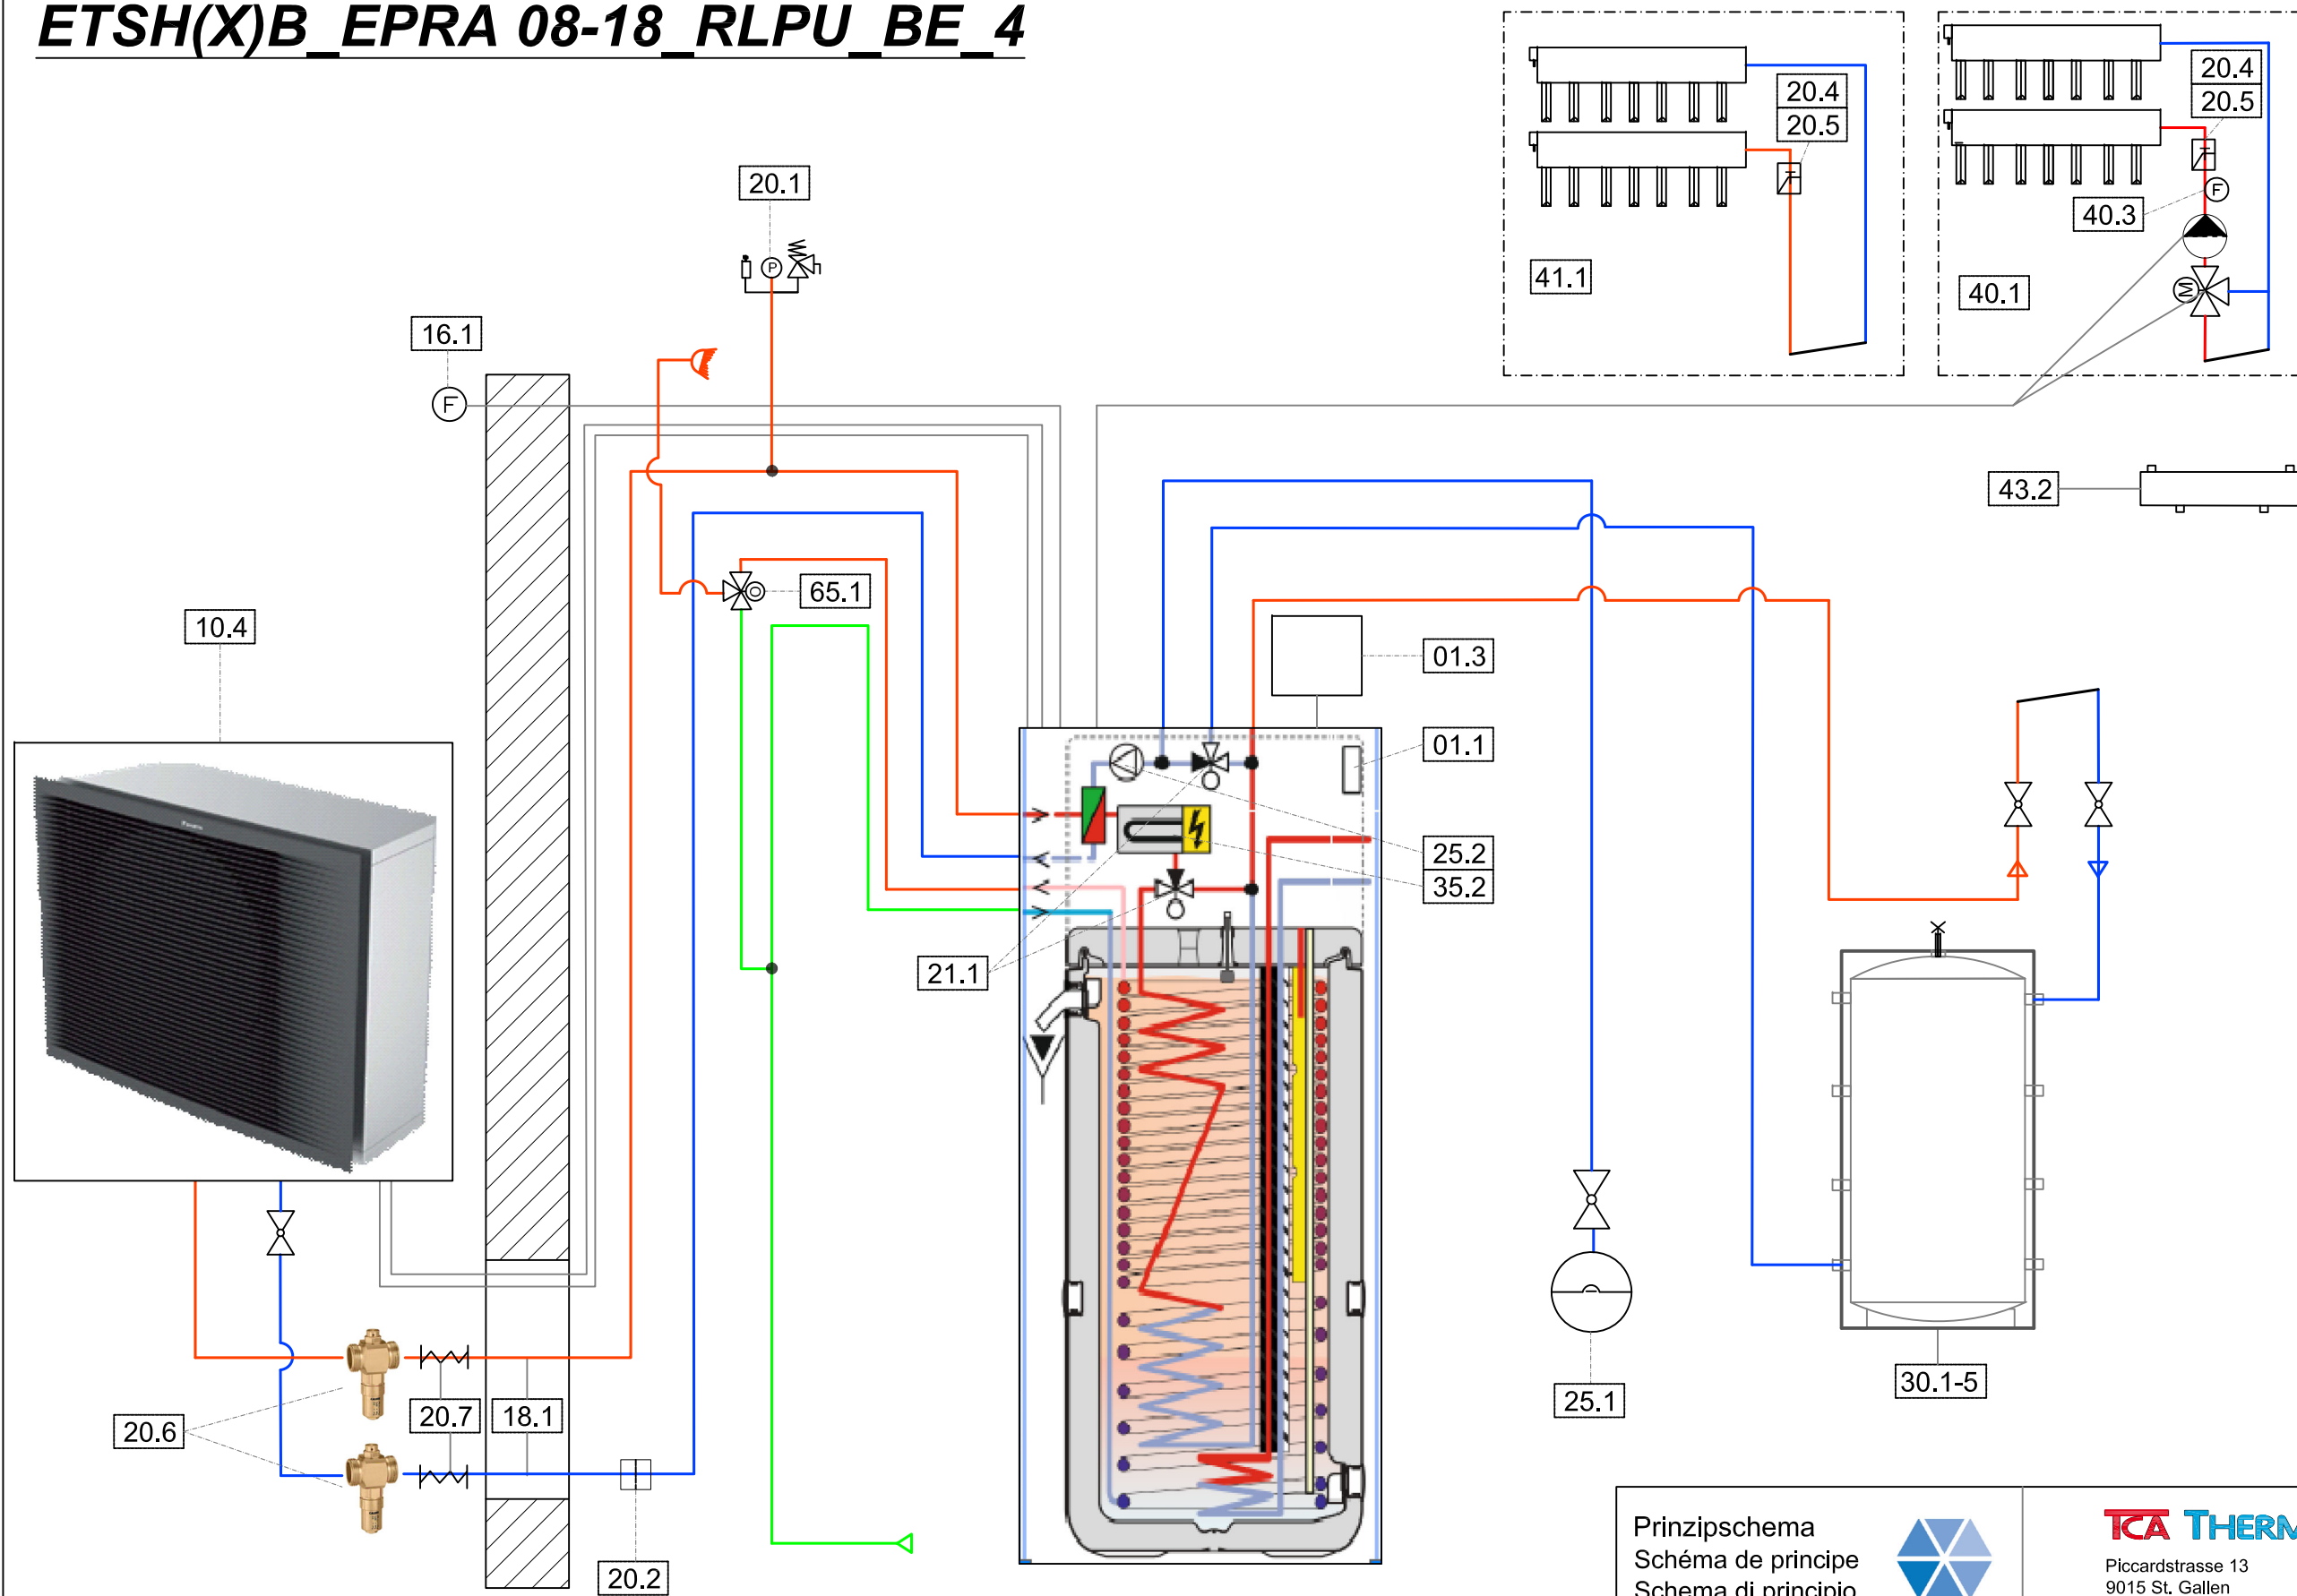 ETSH(X)B_EPRA 08-18_RLPU_BE_4
20.4
20.5
20.4
20.5
20.1
40.3
P
F
41.1
40.1
M
16.1
F
43.2
65.1
10.4
01.3
01.1
25.2
35.2
21.1
20.6
20.7
18.1
25.1
30.1-5
20.2
Prinzipschema
Schéma de principe
Schema di principio
TCA THERM
Piccardstrasse 13
9015 St. Gallen